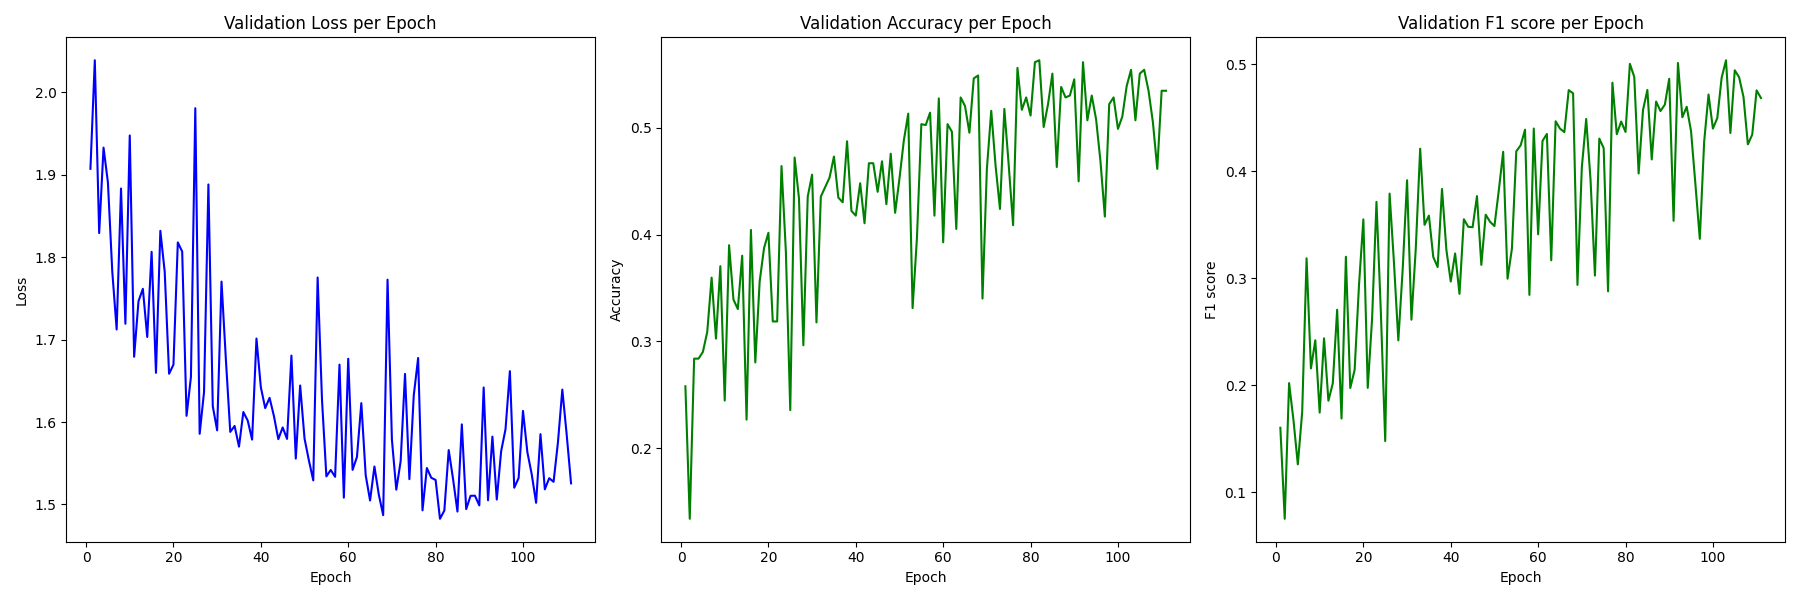 Validation Loss per Epoch
2.0
1.9
1.8
1.7
1.6
1.5
Loss
0 20 40 60 80 100
Epoch
Validation Accuracy per Epoch
0.5
0.4
0.3
0.2
Accuracy
0 20 40 60 80 100
Epoch
Validation F1 score per Epoch
0.5
0.4
0.3
0.2
0.1
F1 score
0 20 40 60 80 100
Epoch